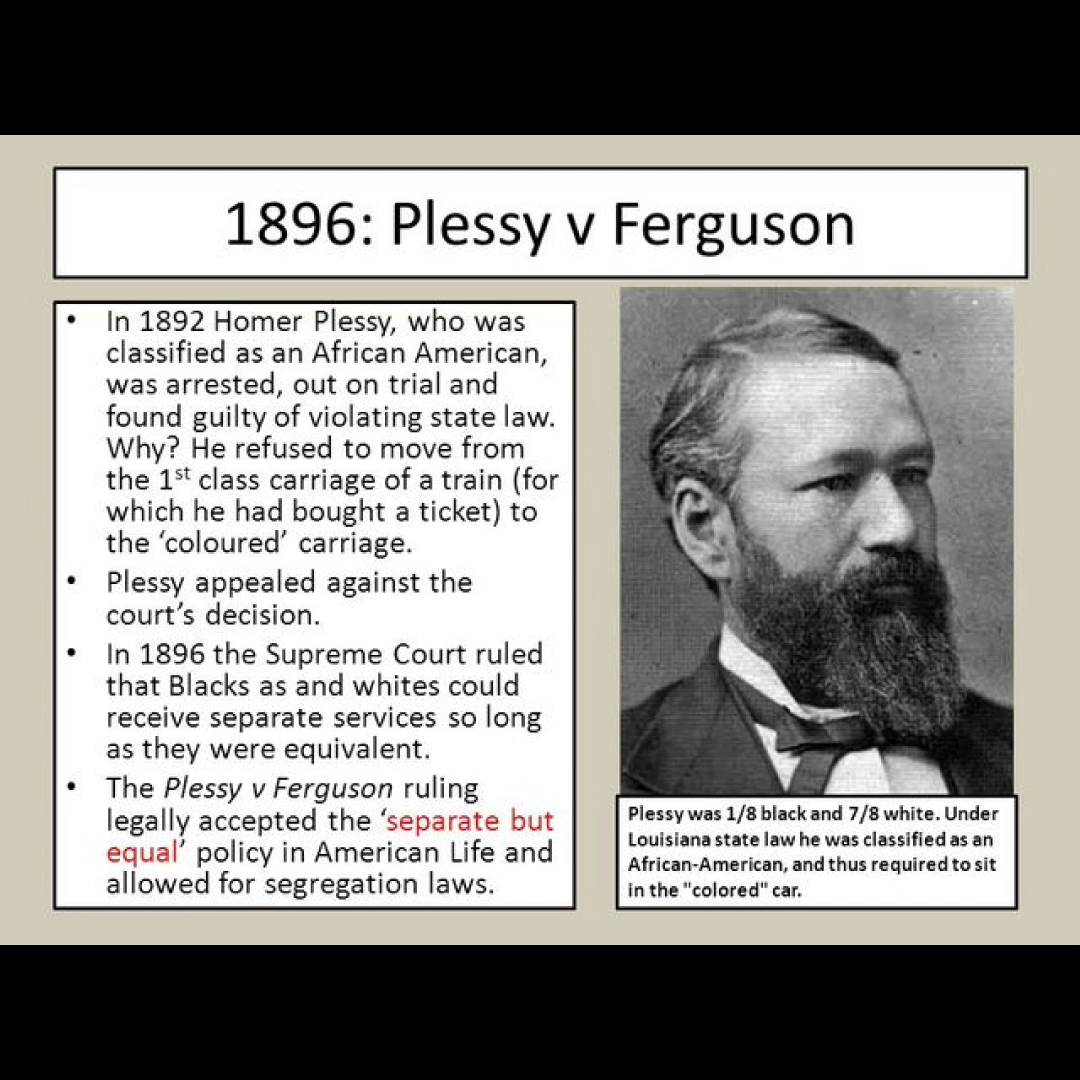 1896: Plessy v Ferguson
• In 1892 Homer Plessy, who was
classified as an African American,
was arrested, out on trial and
found guilty of violating state law.
Why? He refused to move from
the 1st class carriage of a train (for
which he had bought a ticket) to
the ‘coloured’ carriage.
• Plessy appealed against the
court’s decision.
• In 1896 the Supreme Court ruled
that Blacks as and whites could
receive separate services so long
as they were equivalent.
• The Plessy v Ferguson ruling
legally accepted the ‘separate but
equal’ policy in American Life and
allowed for segregation laws.
Plessy was 1/8 black and 7/8 white. Under
Louisiana state law he was classified as an
African-American, and thus required to sit
in the "colored" car.